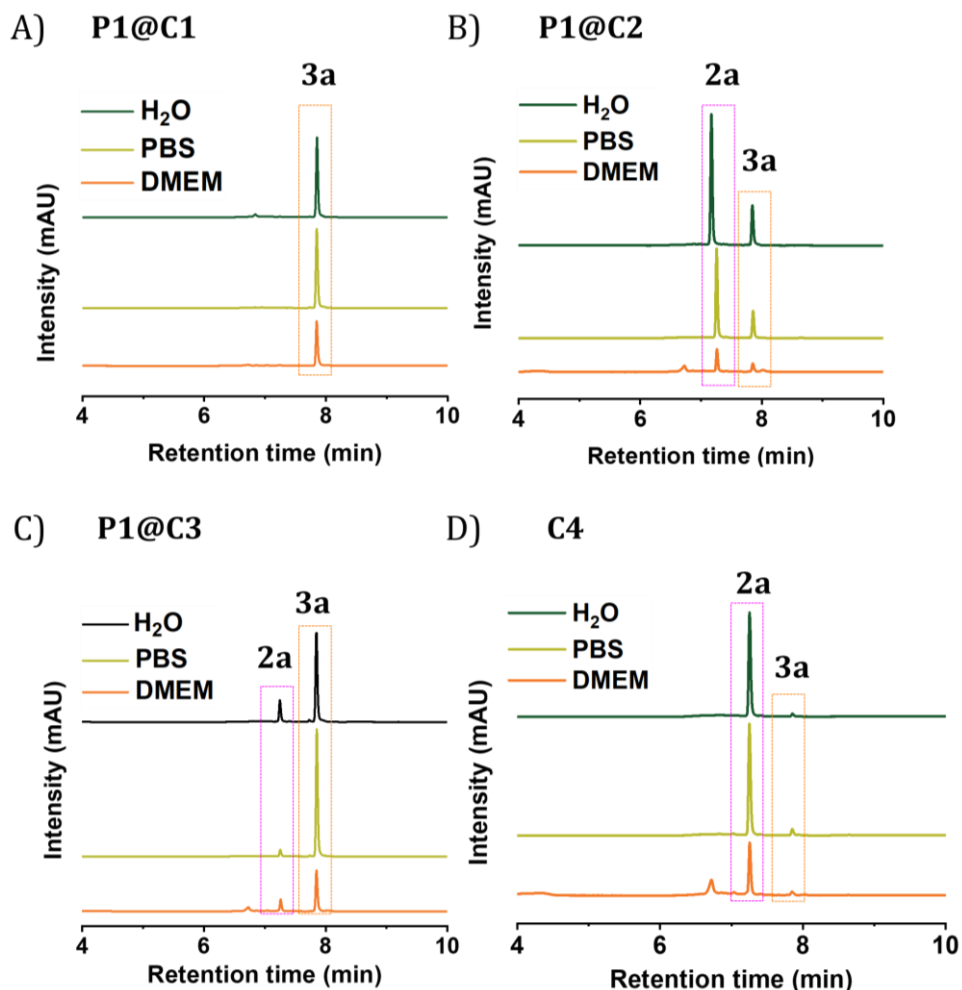 A) P1@C1
3a
H₂O
PBS
DMEM
Intensity (mAU)
4 6 8 10
Retention time (min)
B) P1@C2
2a
3a
H₂O
PBS
DMEM
Intensity (mAU)
4 6 8 10
Retention time (min)
C) P1@C3
3a
2a
H₂O
PBS
DMEM
Intensity (mAU)
4 6 8 10
Retention time (min)
D) C4
2a
3a
H₂O
PBS
DMEM
Intensity (mAU)
4 6 8 10
Retention time (min)